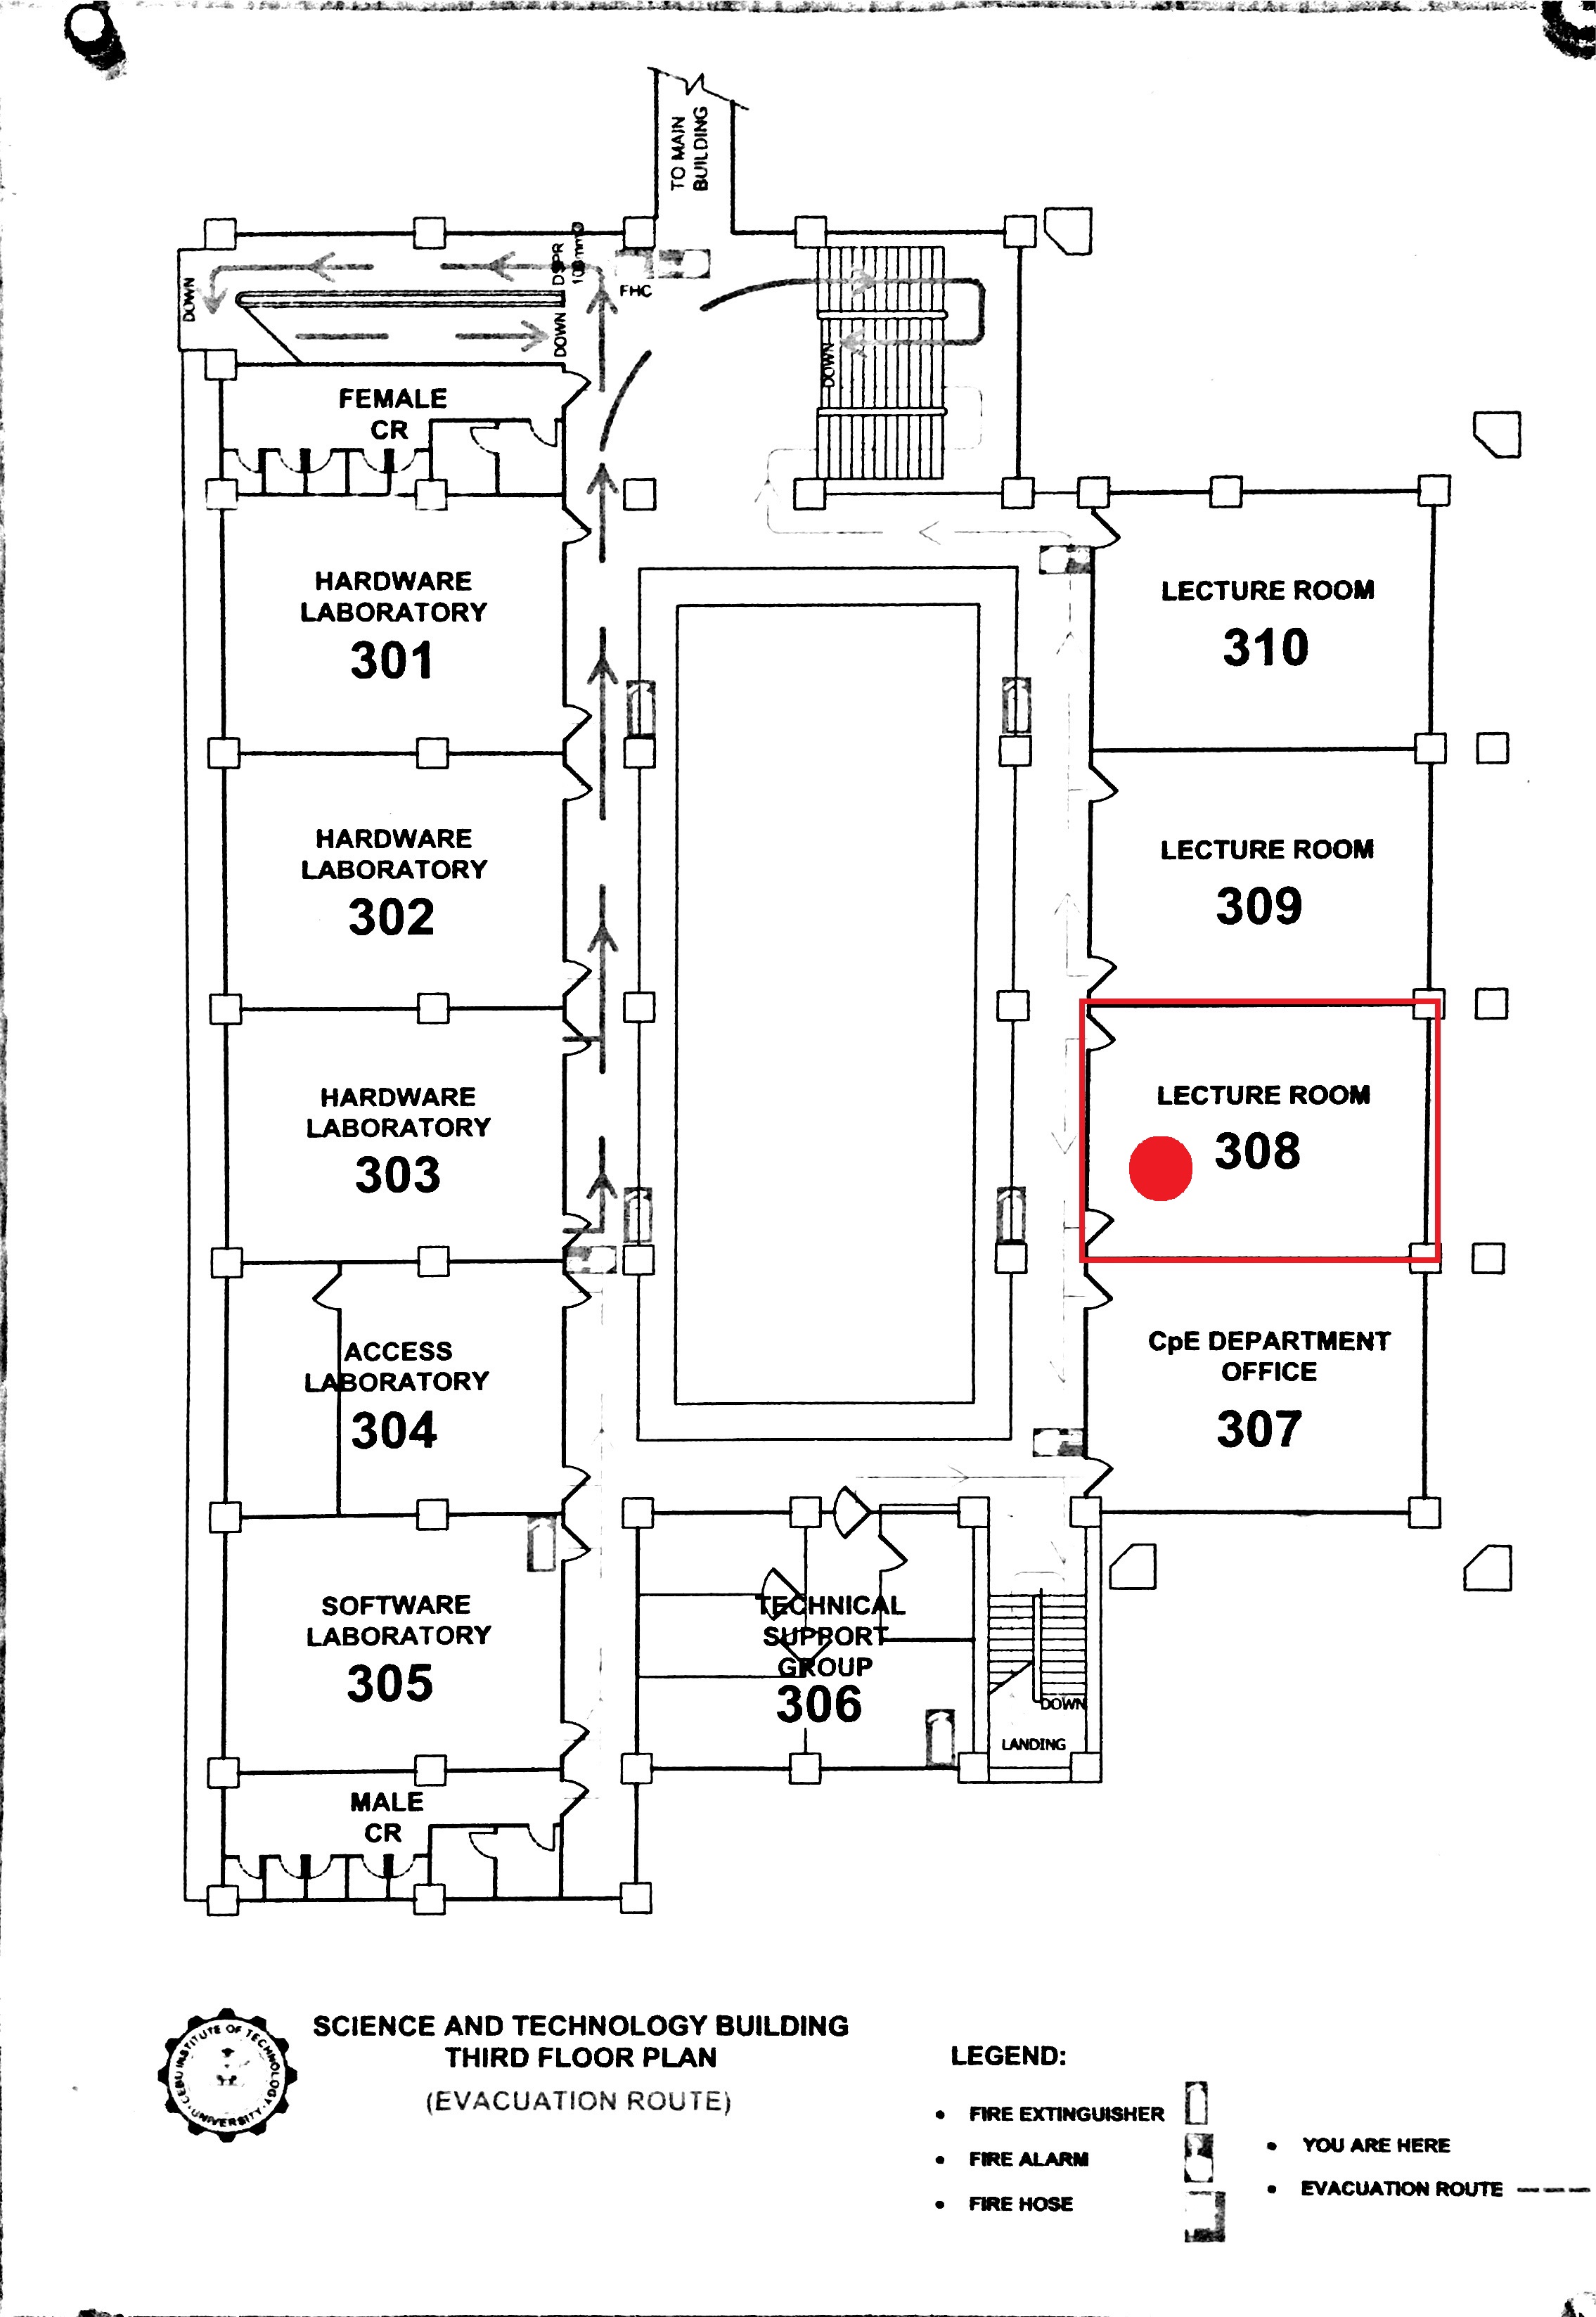 TO MAIN
BUILDING
DOWN
DSPR
100mmØ
FHC
DOWN
DOWN
FEMALE
CR
HARDWARE
LABORATORY
301
LECTURE ROOM
310
HARDWARE
LABORATORY
302
LECTURE ROOM
309
HARDWARE
LABORATORY
303
LECTURE ROOM
308
ACCESS
LABORATORY
304
CpE DEPARTMENT
OFFICE
307
SOFTWARE
LABORATORY
305
TECHNICAL
SUPPORT
GROUP
306
DOWN
LANDING
MALE
CR
CEBU INSTITUTE OF TECHNOLOGY
UNIVERSITY
SCIENCE AND TECHNOLOGY BUILDING
THIRD FLOOR PLAN
(EVACUATION ROUTE)
LEGEND:
• FIRE EXTINGUISHER
• FIRE ALARM
• FIRE HOSE
• YOU ARE HERE
• EVACUATION ROUTE